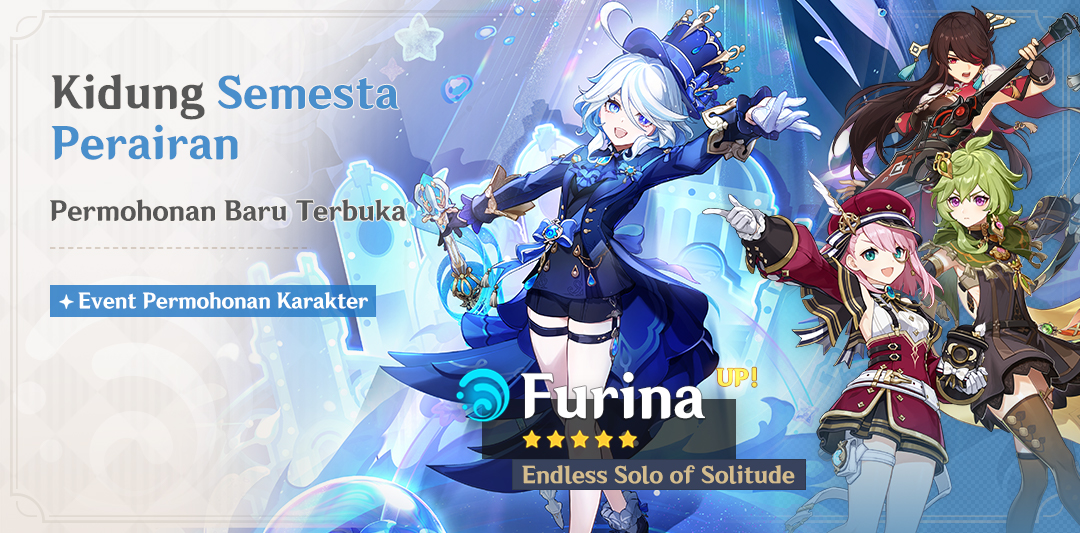 Kidung Semesta
Perairan
Permohonan Baru Terbuka
Event Permohonan Karakter
Furina UP!
Endless Solo of Solitude